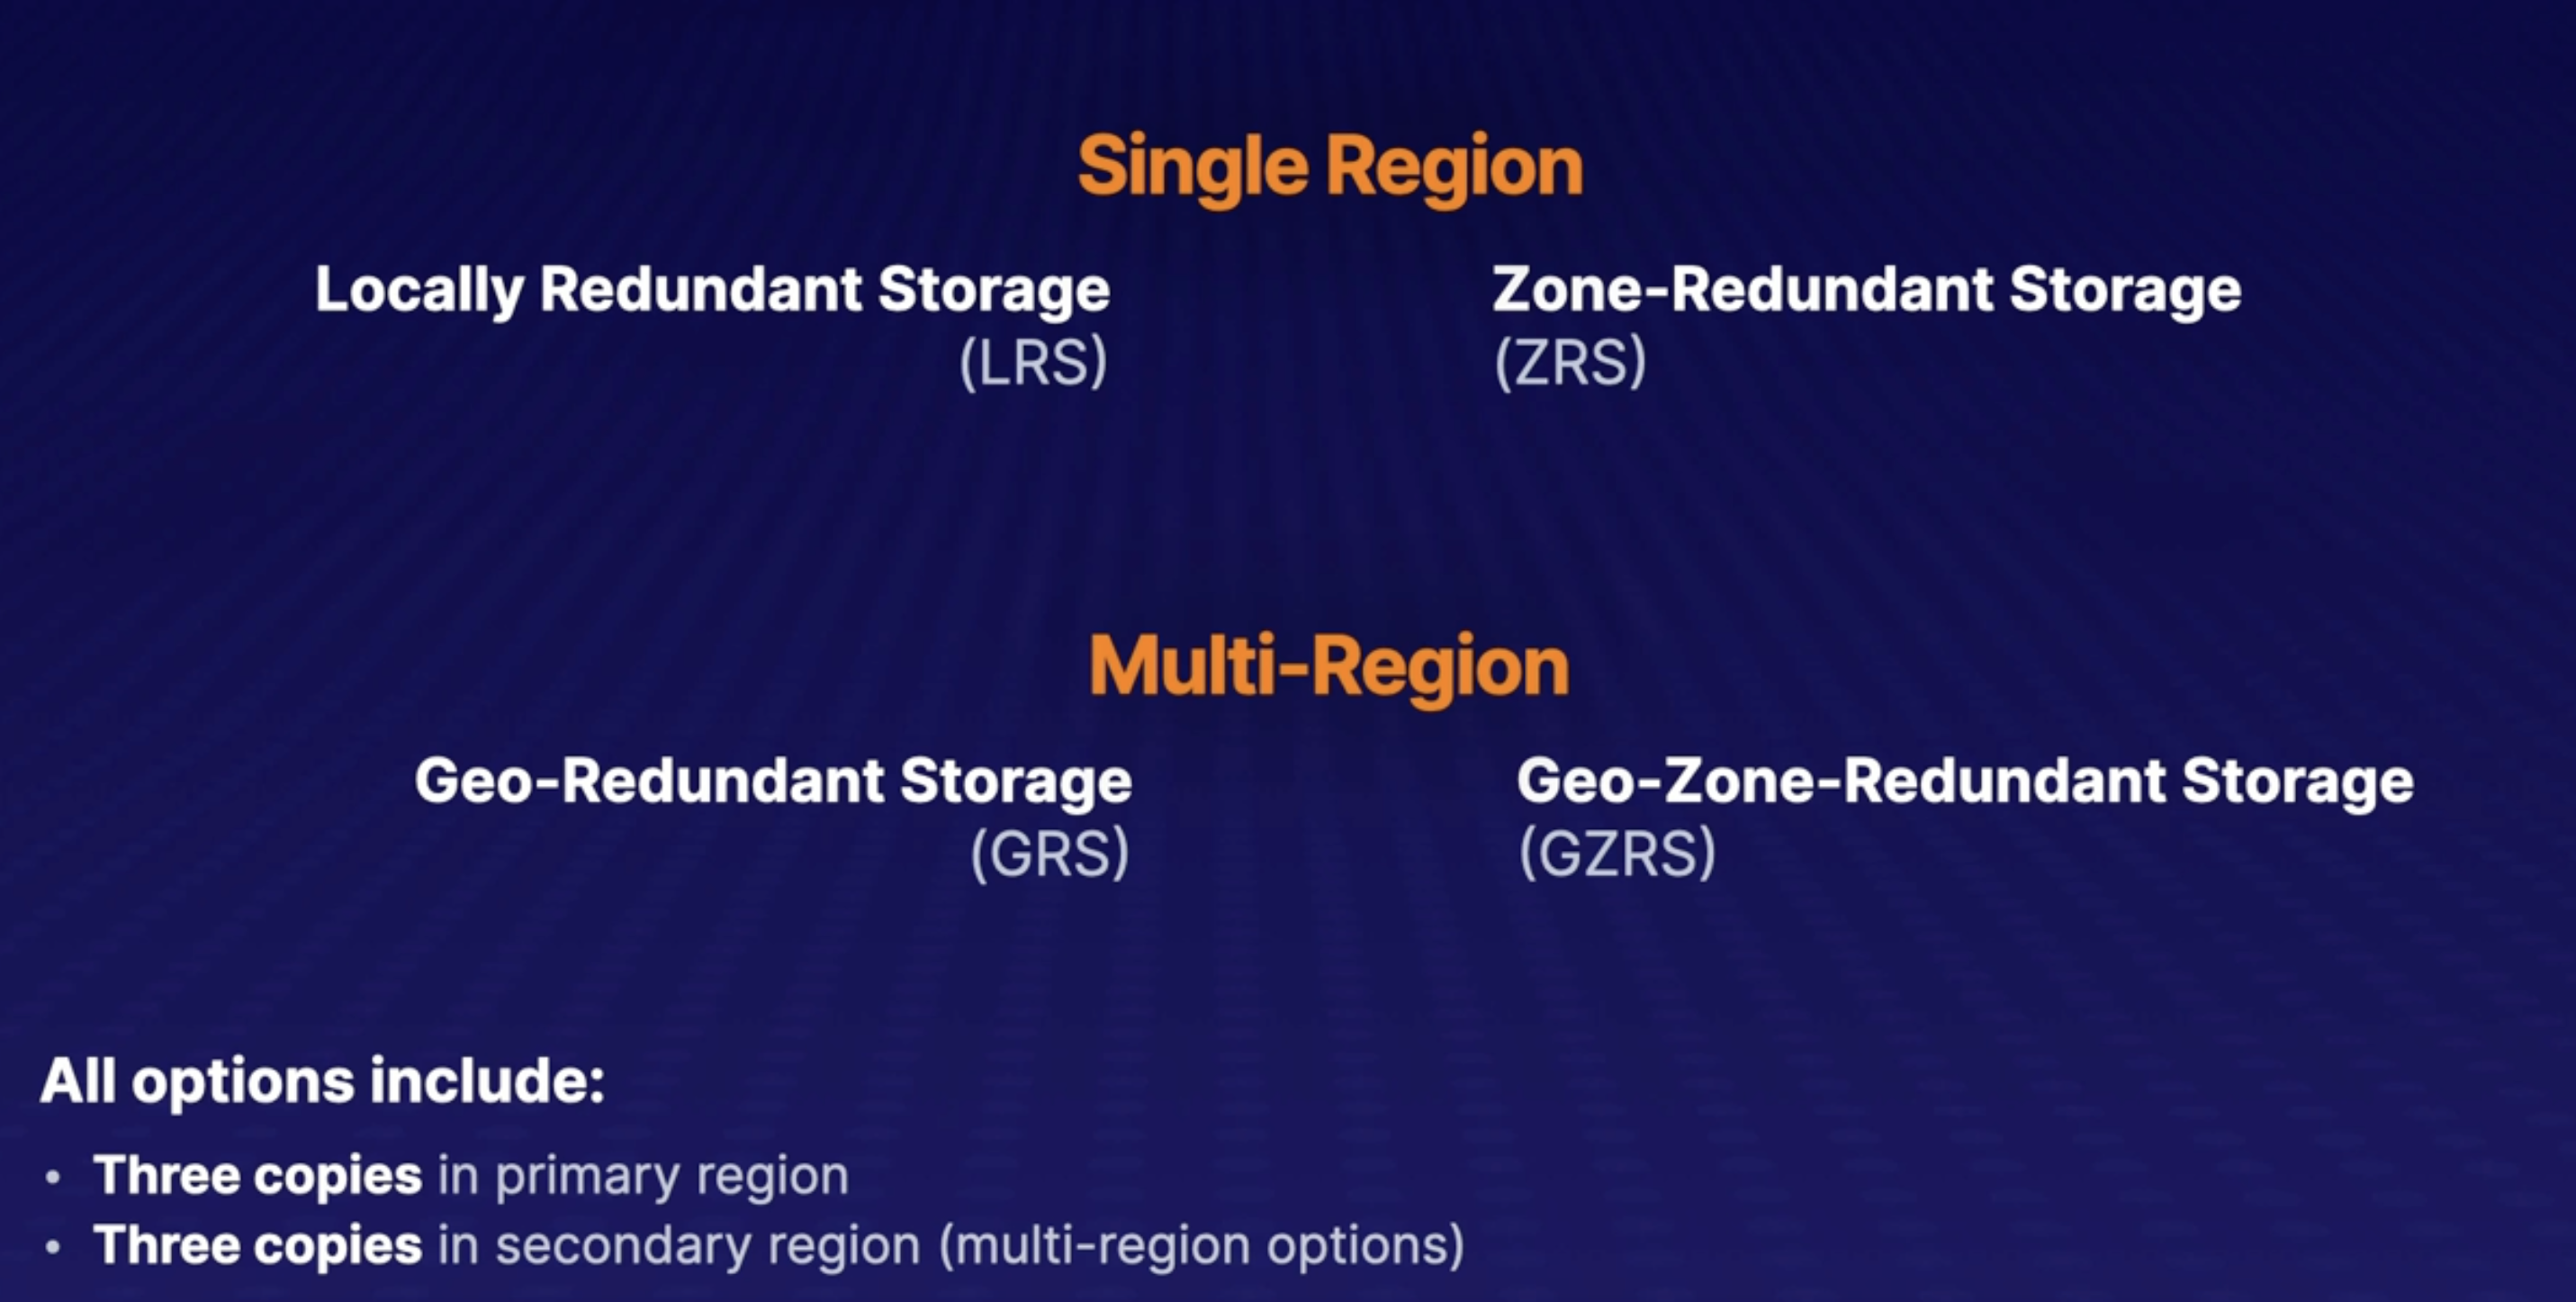 Single Region
Locally Redundant Storage
(LRS)
Zone-Redundant Storage
(ZRS)
Multi-Region
Geo-Redundant Storage
(GRS)
Geo-Zone-Redundant Storage
(GZRS)
All options include:
• Three copies in primary region
• Three copies in secondary region (multi-region options)